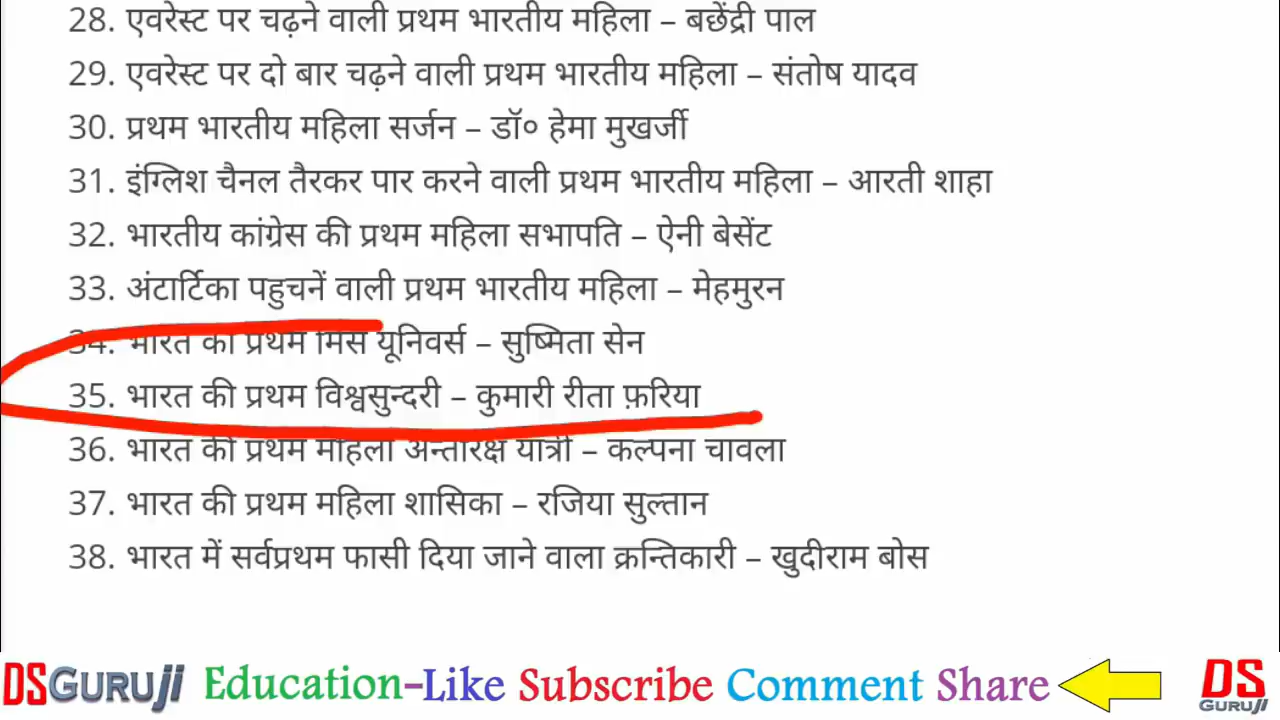 28. एवरेस्ट पर चढ़ने वाली प्रथम भारतीय महिला – बछेंद्री पाल
29. एवरेस्ट पर दो बार चढ़ने वाली प्रथम भारतीय महिला – संतोष यादव
30. प्रथम भारतीय महिला सर्जन – डॉ० हेमा मुखर्जी
31. इंग्लिश चैनल तैरकर पार करने वाली प्रथम भारतीय महिला – आरती शाहा
32. भारतीय कांग्रेस की प्रथम महिला सभापति – ऐनी बेसेंट
33. अंटार्टिका पहुचनें वाली प्रथम भारतीय महिला – मेहमुरन
34. भारत की प्रथम मिस यूनिवर्स – सुष्मिता सेन
35. भारत की प्रथम विश्वसुन्दरी – कुमारी रीता फ़रिया
36. भारत की प्रथम महिला अन्तरिक्ष यात्री – कल्पना चावला
37. भारत की प्रथम महिला शासिका – रजिया सुल्तान
38. भारत में सर्वप्रथम फासी दिया जाने वाला क्रन्तिकारी – खुदीराम बोस
DSGURUJI Education-Like Subscribe Comment Share DS GURUJI